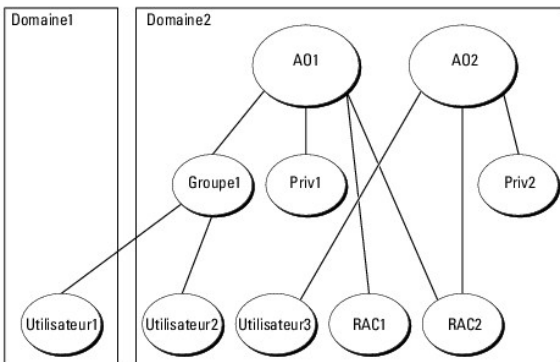 Domaine1
Domaine2
AO1
AO2
Groupe1
Priv1
Priv2
Utilisateur1
Utilisateur2
Utilisateur3
RAC1
RAC2